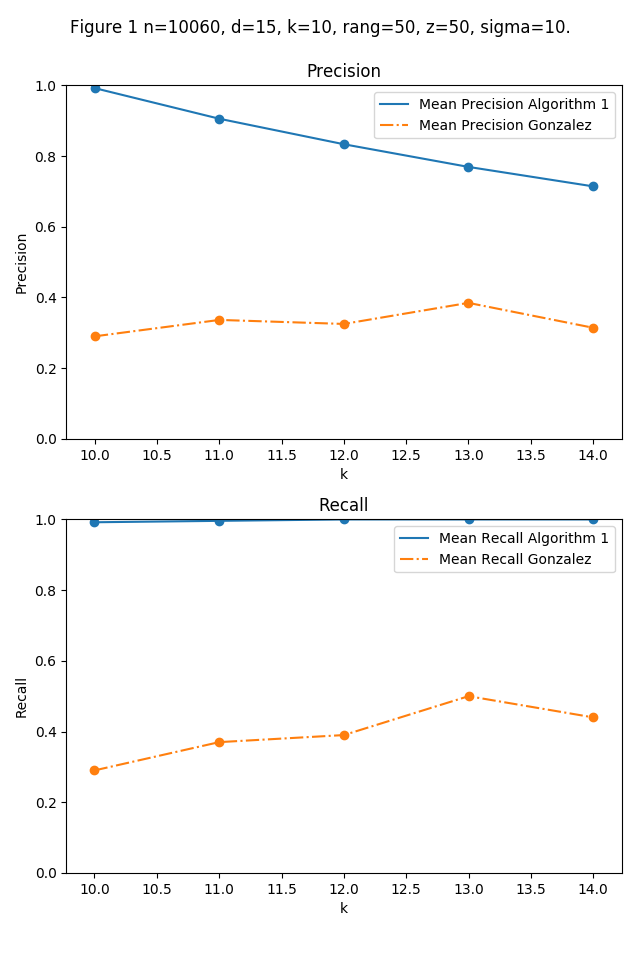 Figure 1 n=10060, d=15, k=10, rang=50, z=50, sigma=10.
Precision
1.0
0.8
0.6
0.4
0.2
0.0
Precision
Mean Precision Algorithm 1
Mean Precision Gonzalez
10.0 10.5 11.0 11.5 12.0 12.5 13.0 13.5 14.0
k
Recall
1.0
0.8
0.6
0.4
0.2
0.0
Recall
Mean Recall Algorithm 1
Mean Recall Gonzalez
10.0 10.5 11.0 11.5 12.0 12.5 13.0 13.5 14.0
k